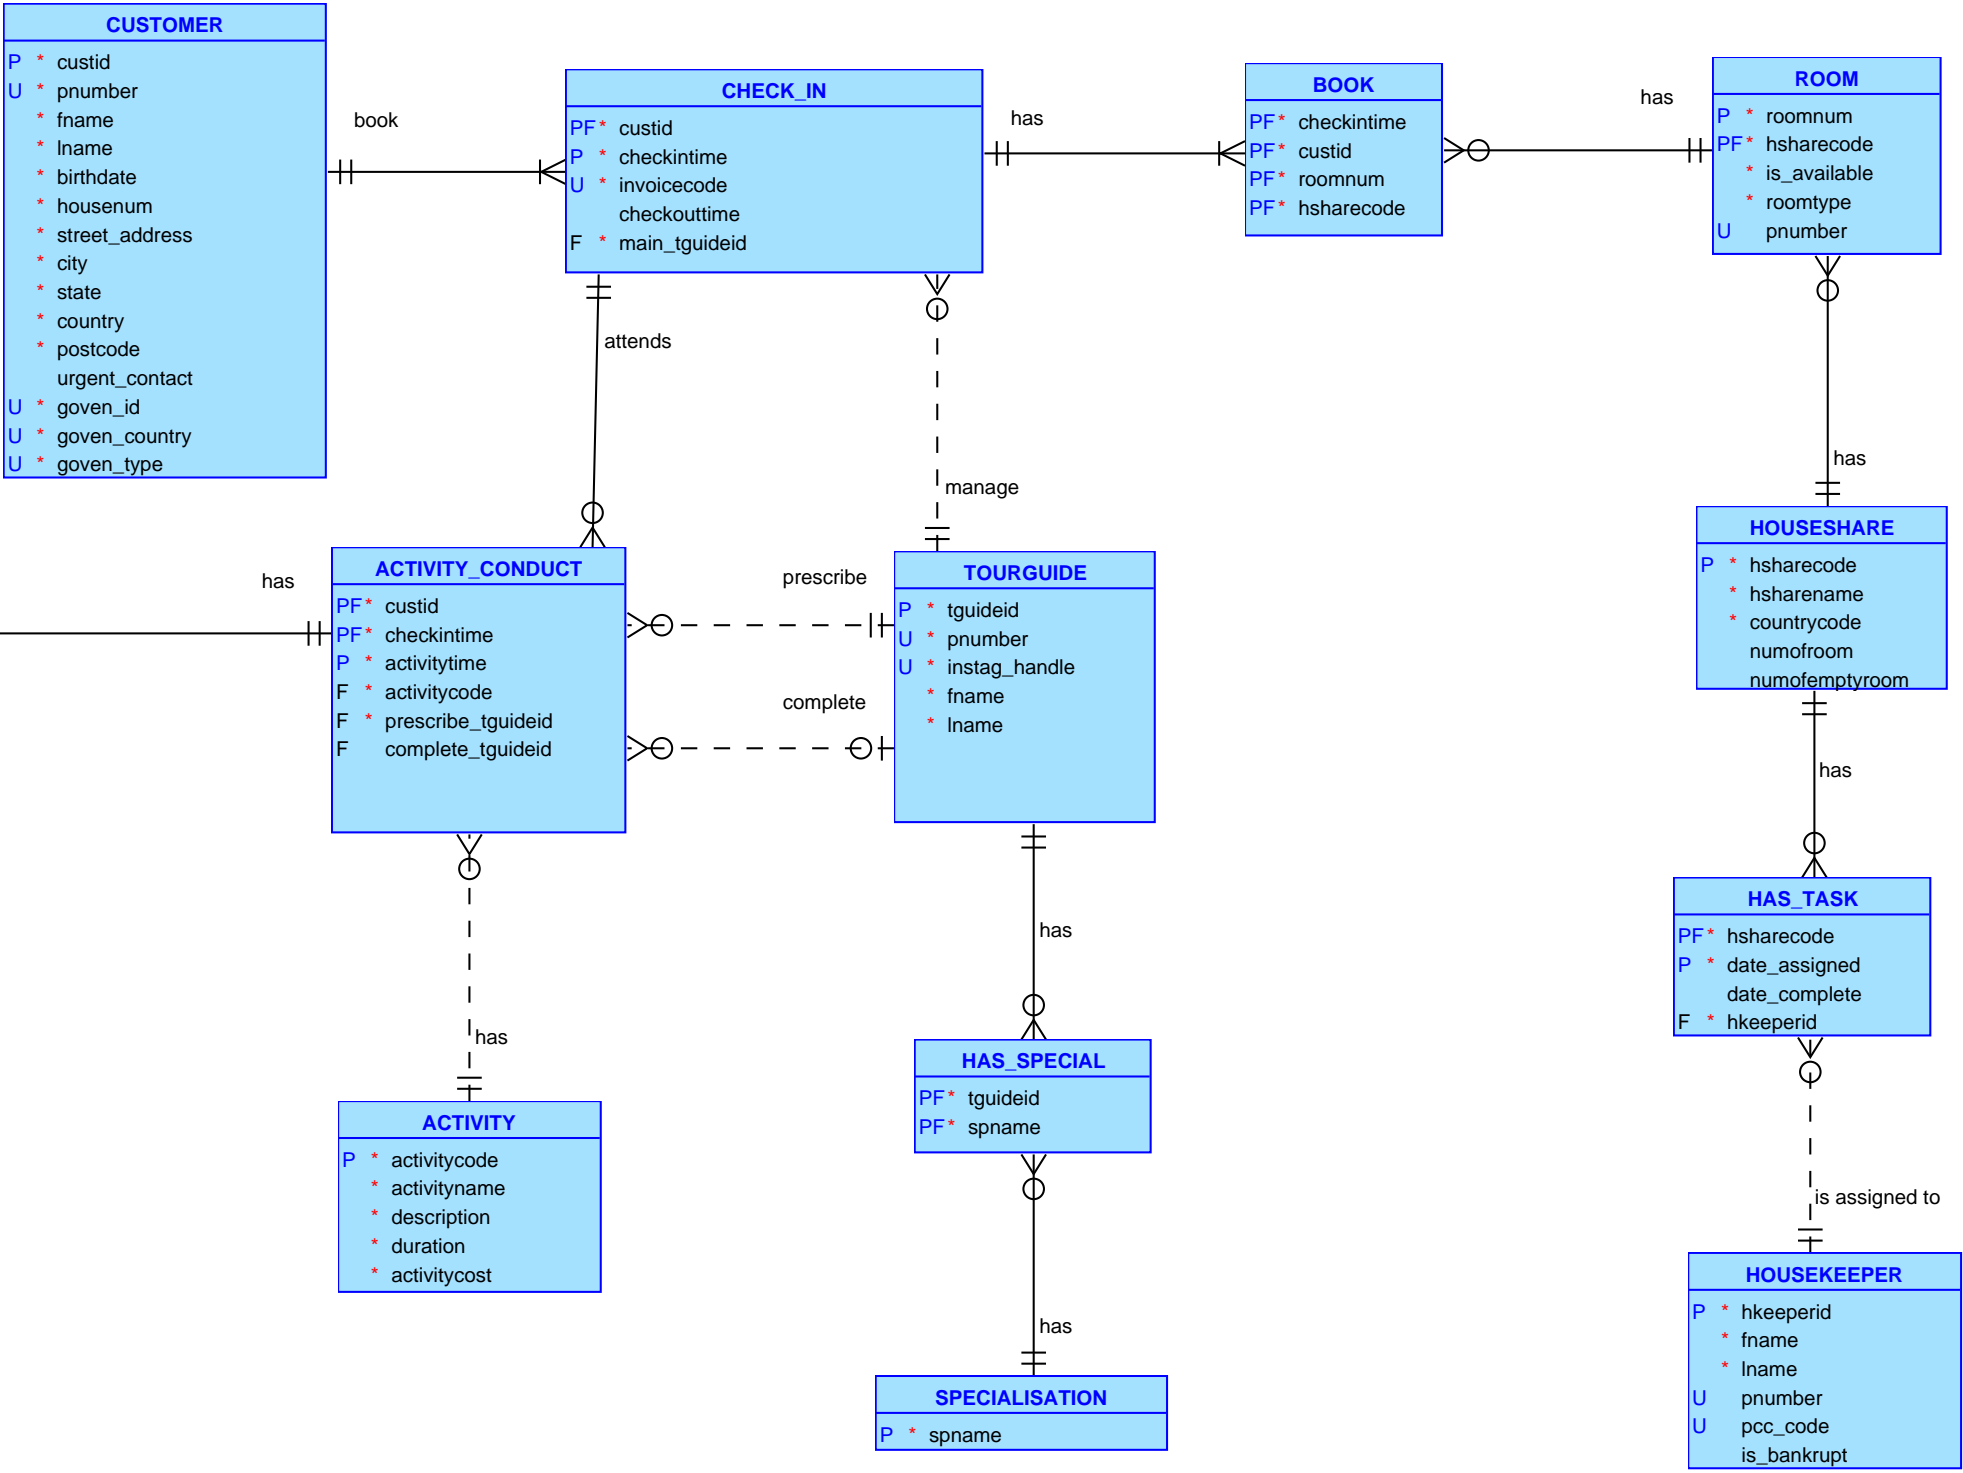 CUSTOMER
P * custid
U * pnumber
* fname
* lname
* birthdate
* housenum
* street_address
* city
* state
* country
* postcode
urgent_contact
U * goven_id
U * goven_country
U * goven_type
book
CHECK_IN
PF * custid
P * checkintime
U * invoicecode
checkouttime
F * main_tguideid
has
BOOK
PF * checkintime
PF * custid
PF * roomnum
PF * hsharecode
has
ROOM
P * roomnum
PF * hsharecode
* is_available
* roomtype
U pnumber
attends
manage
has
HOUSESHARE
P * hsharecode
* hsharename
* countrycode
numofroom
numofemptyroom
has
ACTIVITY_CONDUCT
PF * custid
PF * checkintime
P * activitytime
F * activitycode
F * prescribe_tguideid
F complete_tguideid
prescribe
complete
TOURGUIDE
P * tguideid
U * pnumber
U * instag_handle
* fname
* lname
has
HAS_TASK
PF * hsharecode
P * date_assigned
date_complete
F * hkeeperid
has
has
ACTIVITY
P * activitycode
* activityname
* description
* duration
* activitycost
HAS_SPECIAL
PF * tguideid
PF * spname
is assigned to
HOUSEKEEPER
P * hkeeperid
* fname
* lname
U pnumber
U pcc_code
is_bankrupt
has
SPECIALISATION
P * spname